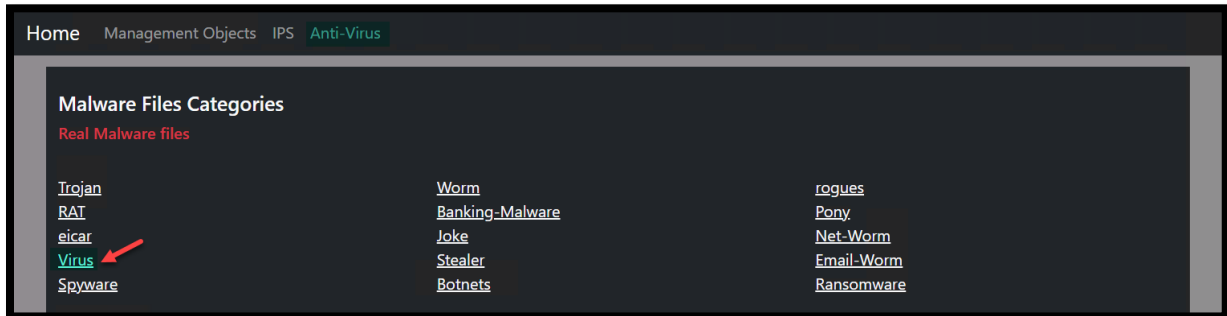 Home Management Objects IPS Anti-Virus
Malware Files Categories
Real Malware files
Trojan Worm rogues
RAT Banking-Malware Pony
eicar Joke Net-Worm
Virus Stealer Email-Worm
Spyware Botnets Ransomware